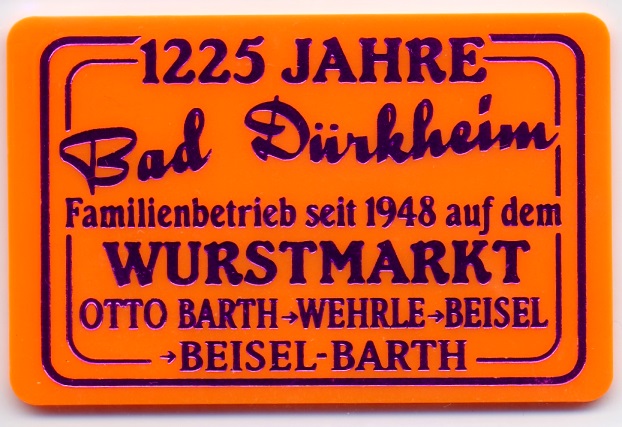 1225 JAHRE
Bad Dürkheim
Familienbetrieb seit 1948 auf dem
WURSTMARKT
OTTO BARTH→WEHRLE→BEISEL
→BEISEL-BARTH